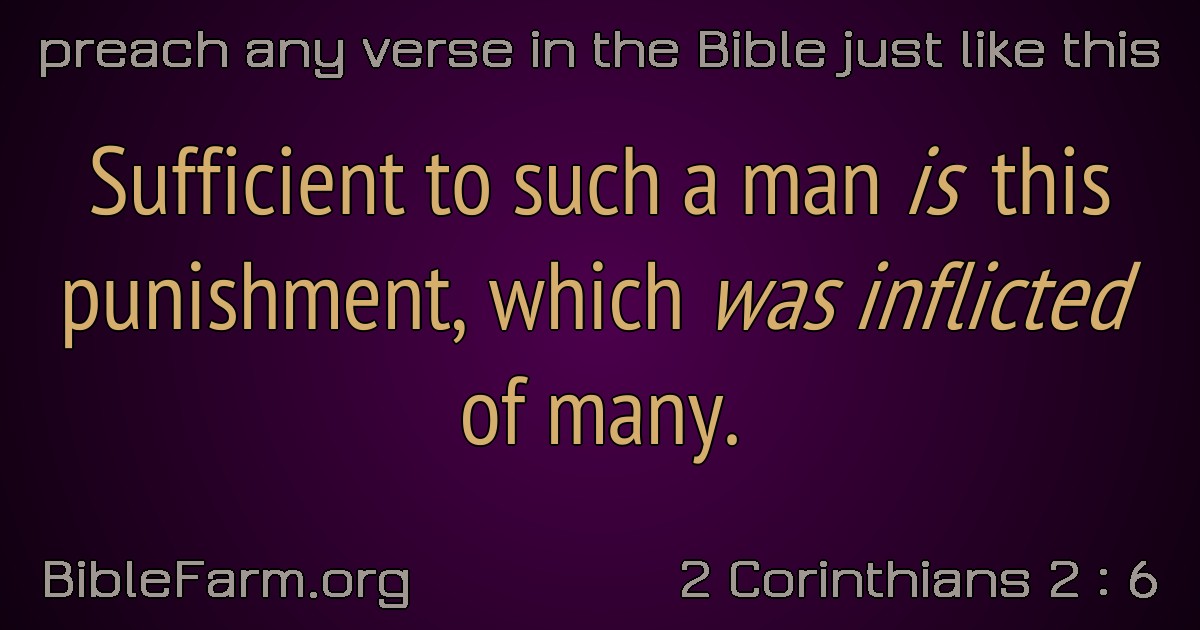 preach any verse in the Bible just like this
Sufficient to such a man is this
punishment, which was inflicted
of many.
BibleFarm.org
2 Corinthians 2 : 6